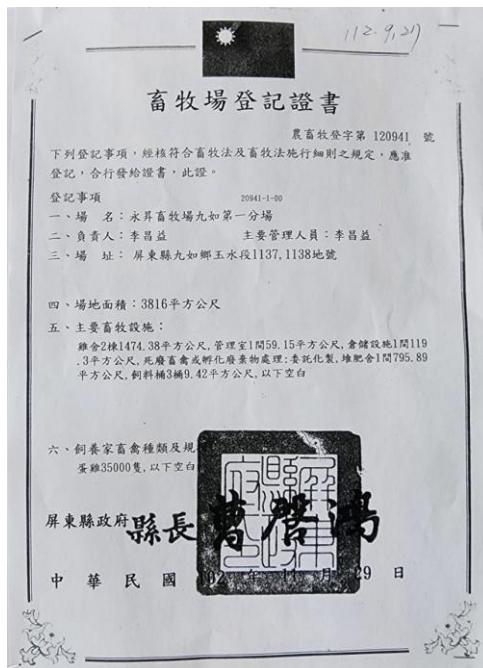 112.9.27
畜牧場登記證書
農畜牧登字第 120941 號
下列登記事項，經核符合畜牧法及畜牧法施行細則之規定，應准
登記，合行發給證書，此證。
登記事項 20941-1-00
一、場 名：永昇畜牧場九如第一分場
二、負責人：李昌益 主要管理人員：李昌益
三、場 址： 屏東縣九如鄉玉水段1137,1138地號
四、場地面積：3816平方公尺
五、主要畜牧設施：
雞舍2棟1474.38平方公尺,管理室1間59.15平方公尺,倉儲設施1間119
.3平方公尺,死廢畜禽或孵化廢棄物處理:委託化製,堆肥舍1間795.89
平方公尺,飼料桶3桶9.42平方公尺,以下空白
六、飼養家畜禽種類及規
蛋雞35000隻,以下空白
屏東縣政府 縣長 曹啓鴻
中 華 民 國 102 年 11 月 29 日